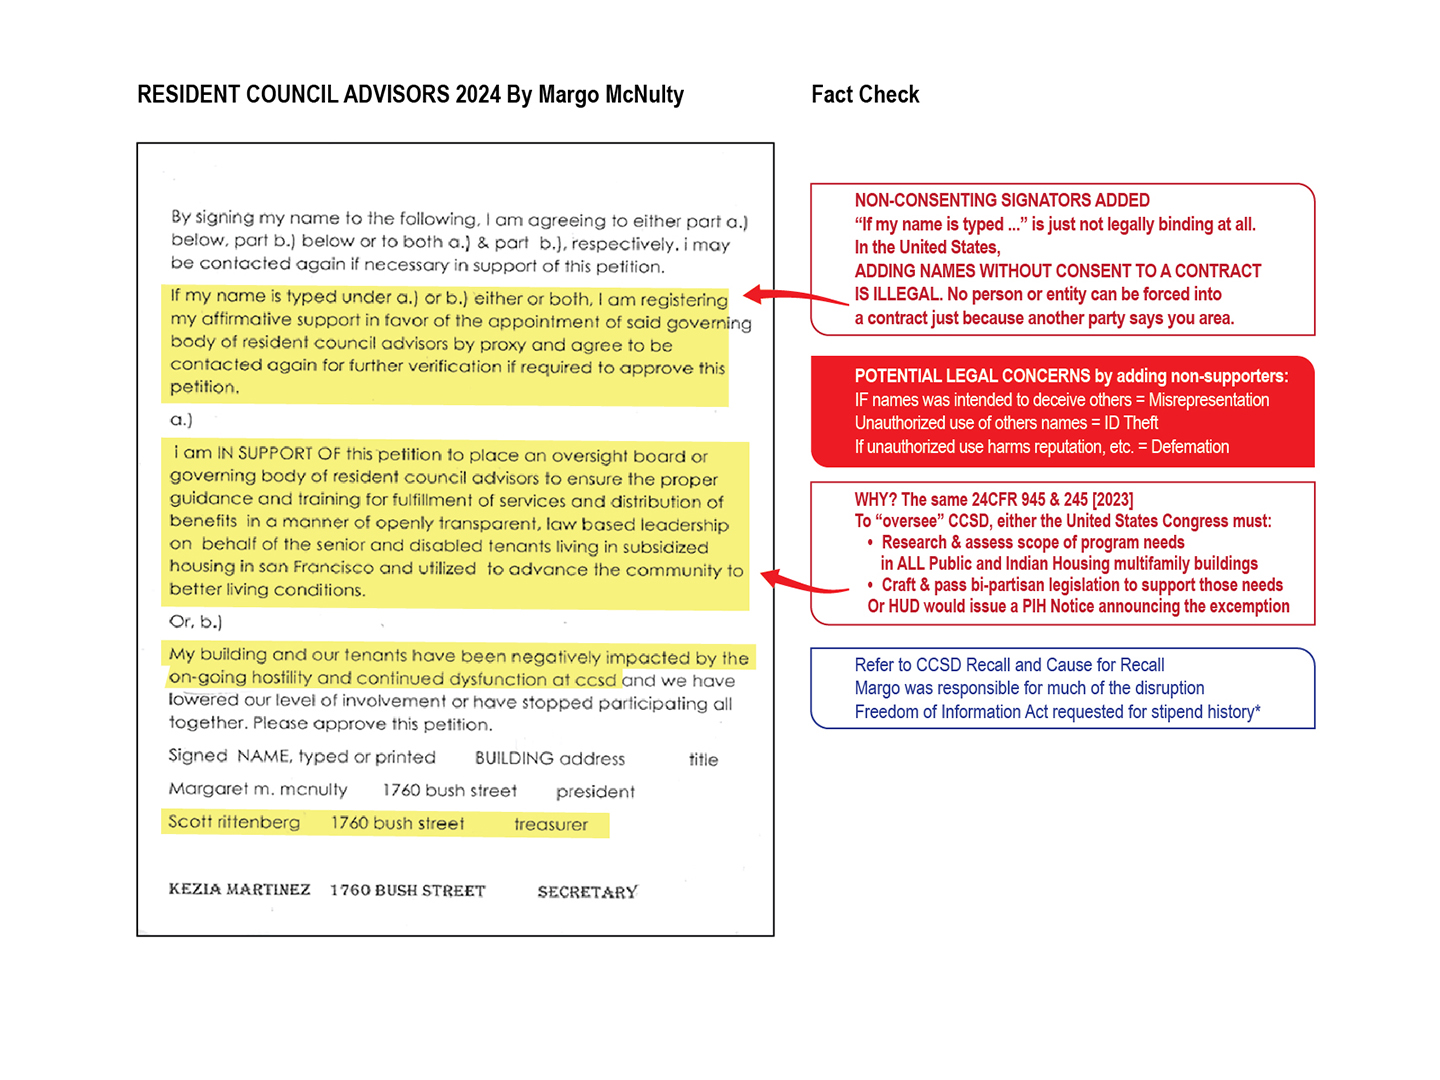 RESIDENT COUNCIL ADVISORS 2024 By Margo McNulty
By signing my name to the following, I am agreeing to either part a.)
below, part b.) below or to both a.) & part b.), respectively. i may
be contacted again if necessary in support of this petition.
If my name is typed under a.) or b.) either or both, I am registering
my affirmative support in favor of the appointment of said governing
body of resident council advisors by proxy and agree to be
contacted again for further verification if required to approve this
petition.
a.)
i am IN SUPPORT OF this petition to place an oversight board or
governing body of resident council advisors to ensure the proper
guidance and training for fulfillment of services and distribution of
benefits in a manner of openly transparent, law based leadership
on behalf of the senior and disabled tenants living in subsidized
housing in san Francisco and utilized to advance the community to
better living conditions.
Or, b.)
My building and our tenants have been negatively impacted by the
on-going hostility and continued dysfunction at ccsd and we have
lowered our level of involvement or have stopped participating all
together. Please approve this petition.
Signed NAME, typed or printed BUILDING address title
Margaret m. mcnulty 1760 bush street president
Scott rittenberg 1760 bush street treasurer
KEZIA MARTINEZ 1760 BUSH STREET SECRETARY
Fact Check
NON-CONSENTING SIGNATORS ADDED
“If my name is typed ...” is just not legally binding at all.
In the United States,
ADDING NAMES WITHOUT CONSENT TO A CONTRACT
IS ILLEGAL. No person or entity can be forced into
a contract just because another party says you area.
POTENTIAL LEGAL CONCERNS by adding non-supporters:
IF names was intended to deceive others = Misrepresentation
Unauthorized use of others names = ID Theft
If unauthorized use harms reputation, etc. = Defemation
WHY? The same 24CFR 945 & 245 [2023]
To “oversee” CCSD, either the United States Congress must:
• Research & assess scope of program needs
in ALL Public and Indian Housing multifamily buildings
• Craft & pass bi-partisan legislation to support those needs
Or HUD would issue a PIH Notice announcing the excemption
Refer to CCSD Recall and Cause for Recall
Margo was responsible for much of the disruption
Freedom of Information Act requested for stipend history*